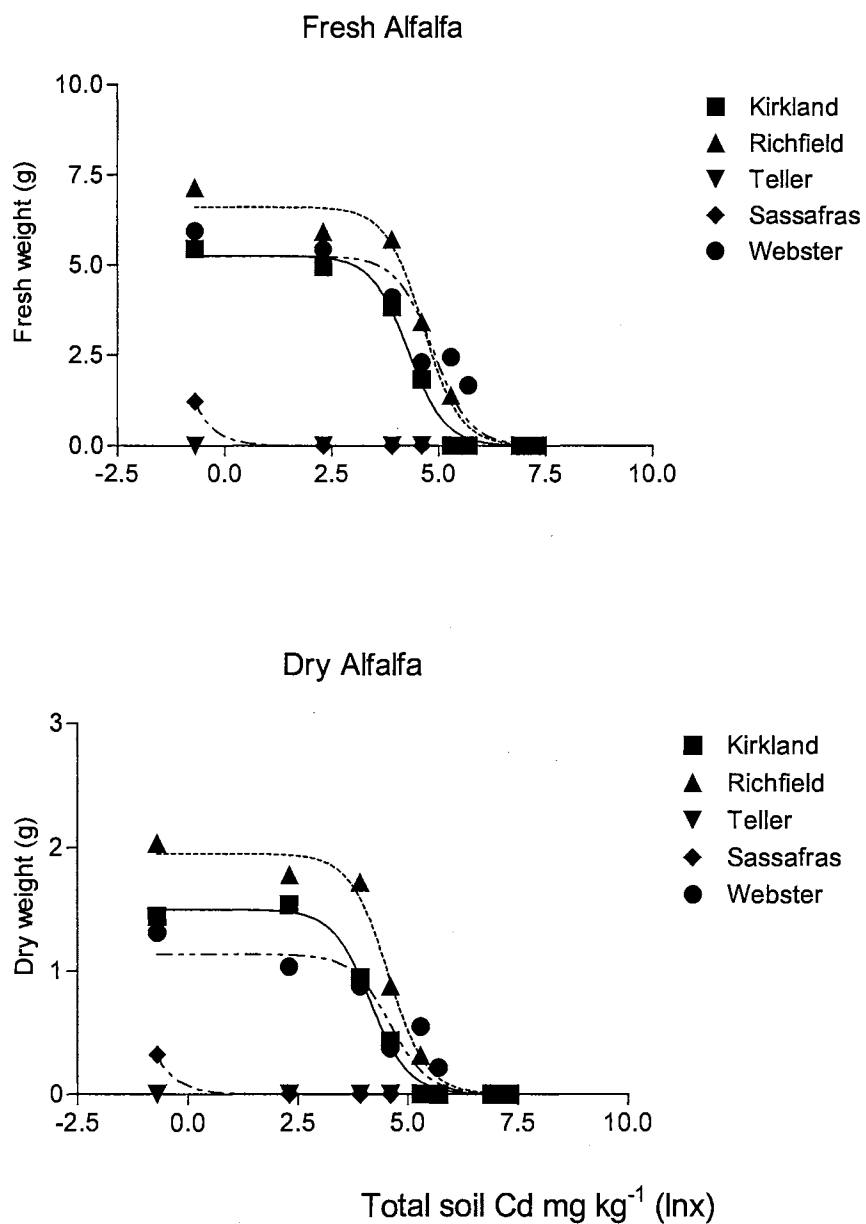 Fresh Alfalfa
10.0
7.5
5.0
2.5
0.0
Fresh weight (g)
-2.5 0.0 2.5 5.0 7.5 10.0
Kirkland
Richfield
Teller
Sassafras
Webster
Dry Alfalfa
3
2
1
0
Dry weight (g)
-2.5 0.0 2.5 5.0 7.5 10.0
Kirkland
Richfield
Teller
Sassafras
Webster
Total soil Cd mg kg⁻¹ (lnx)